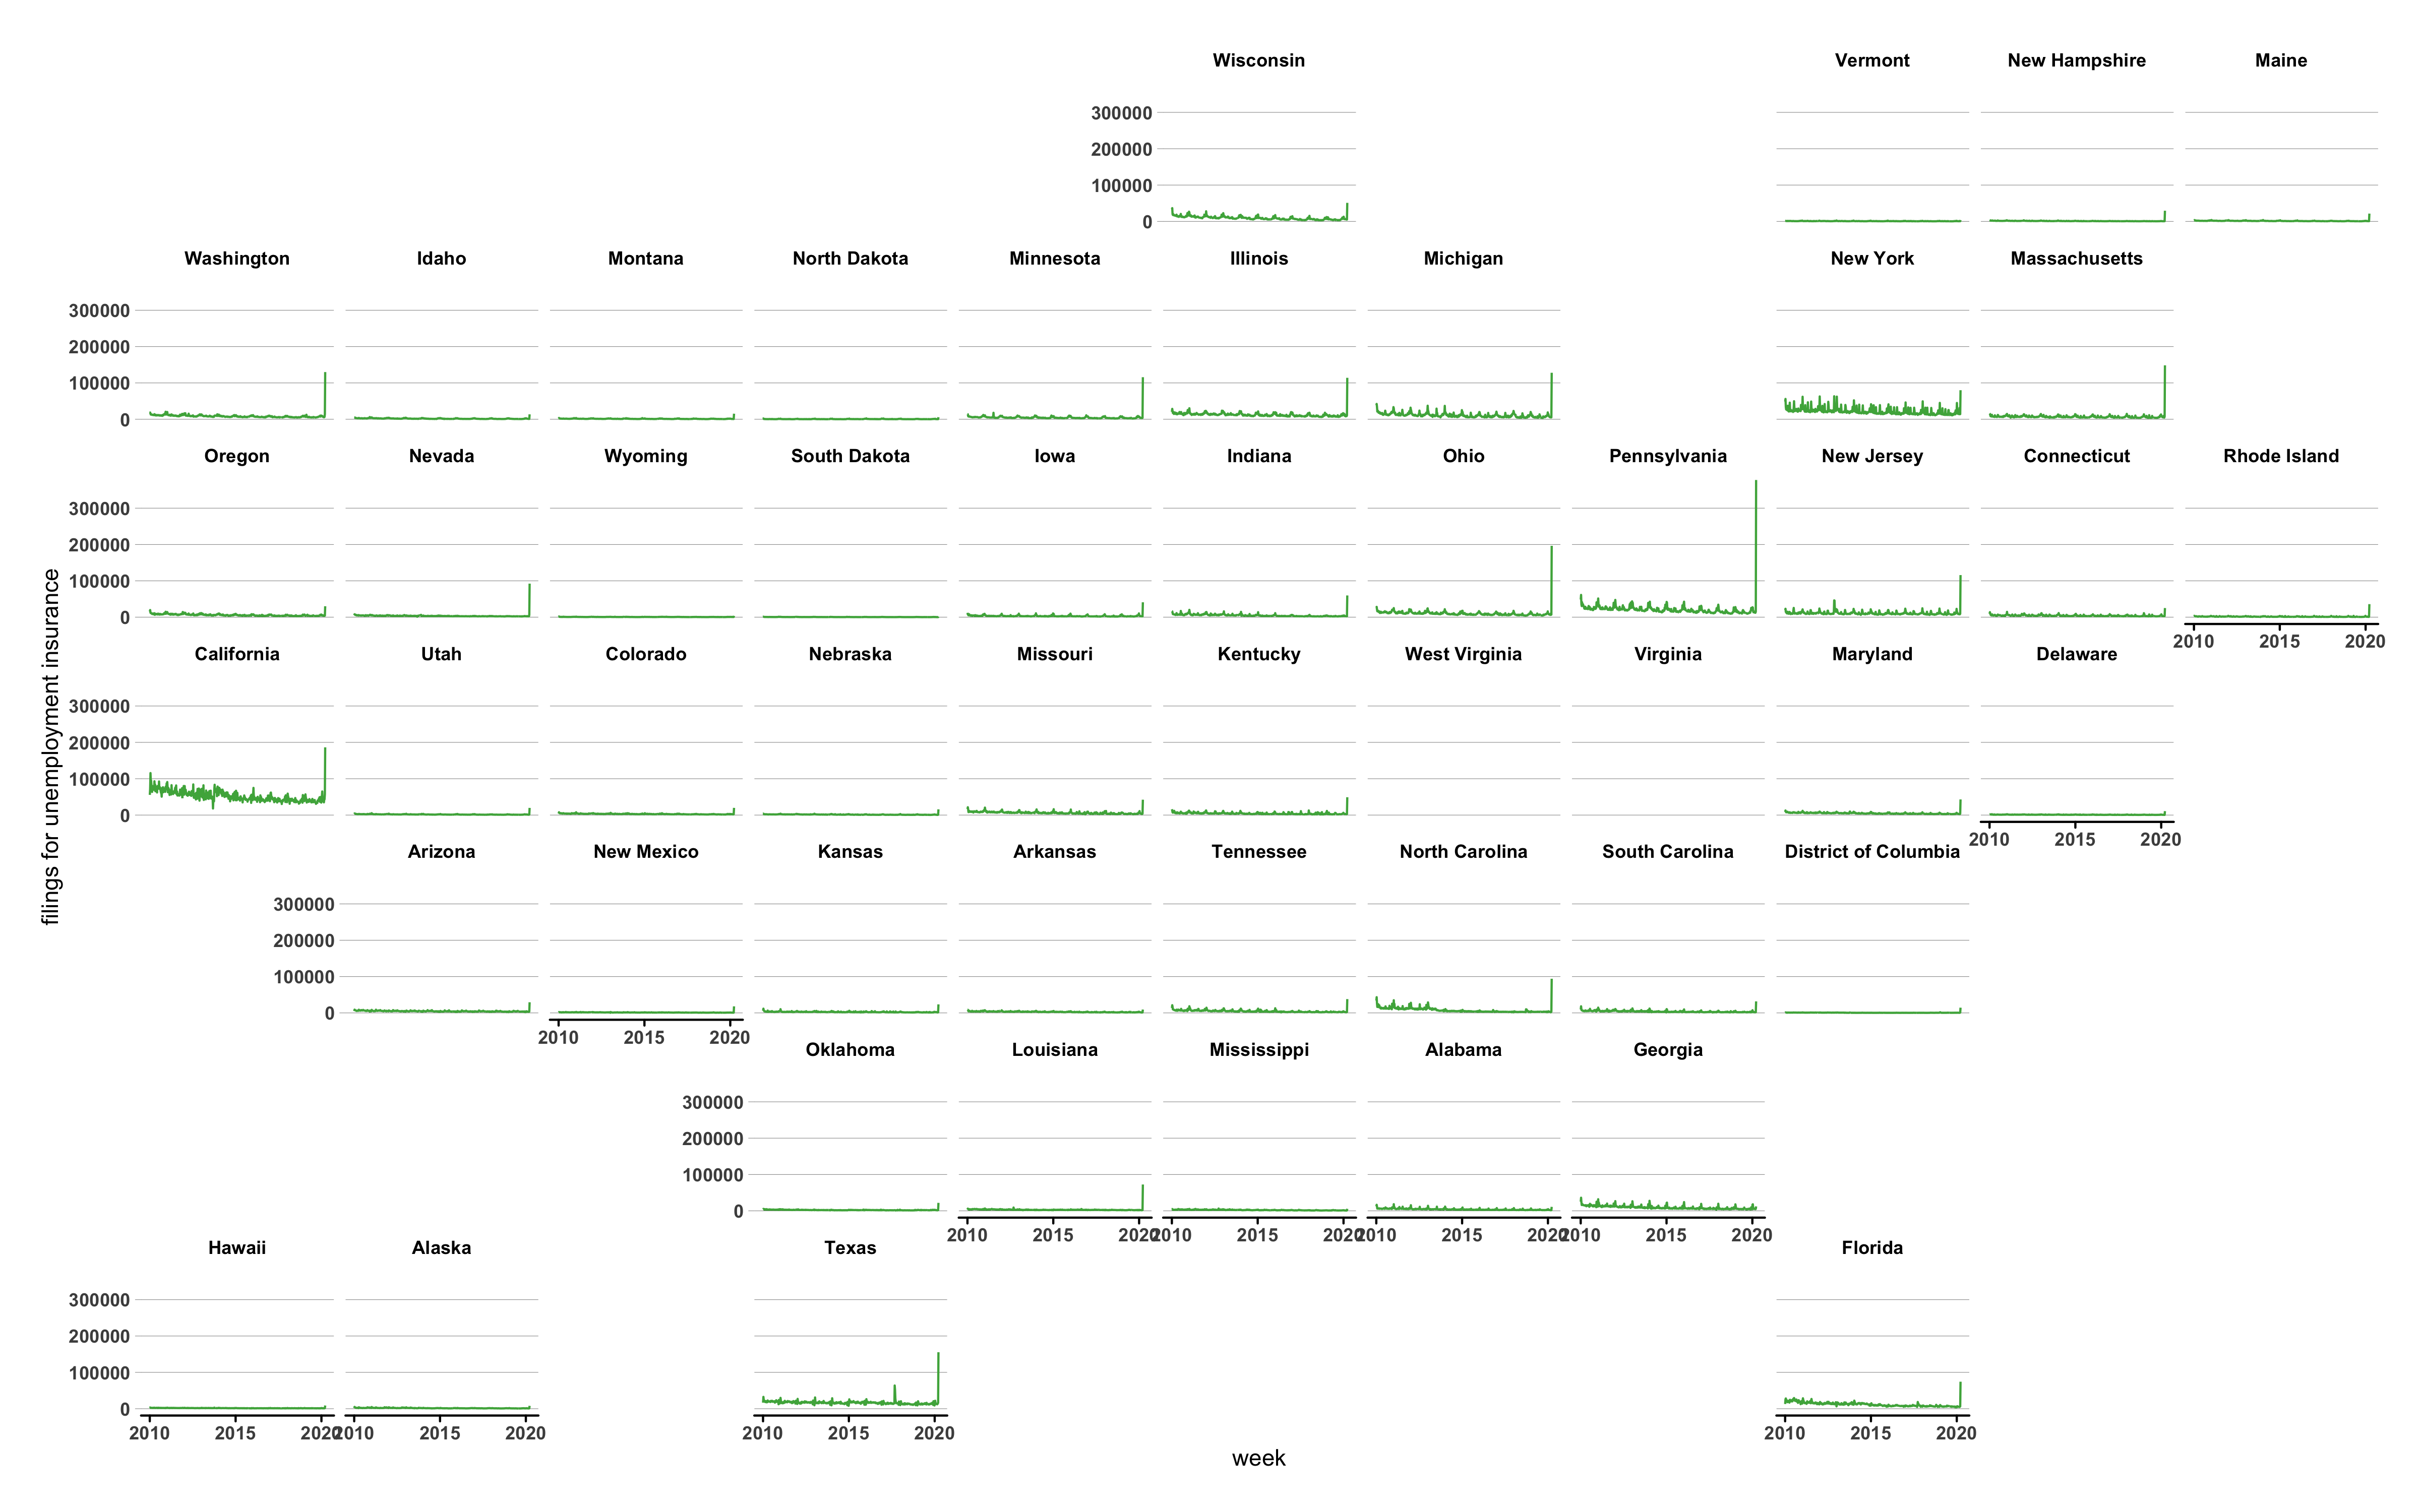 Wisconsin Vermont New Hampshire Maine
300000
200000
100000
0
Washington Idaho Montana North Dakota Minnesota Illinois Michigan New York Massachusetts
300000
200000
100000
0
Oregon Nevada Wyoming South Dakota Iowa Indiana Ohio Pennsylvania New Jersey Connecticut Rhode Island
300000
200000
100000
0
2010 2015 2020
California Utah Colorado Nebraska Missouri Kentucky West Virginia Virginia Maryland Delaware
300000
200000
100000
0
2010 2015 2020
Arizona New Mexico Kansas Arkansas Tennessee North Carolina South Carolina District of Columbia
300000
200000
100000
0
2010 2015 2020
Oklahoma Louisiana Mississippi Alabama Georgia
300000
200000
100000
0
2010 2015 2020 2010 2015 2020 2010 2015 2020 2010 2015 2020
Hawaii Alaska Texas Florida
300000
200000
100000
0
2010 2015 2020 2010 2015 2020 2010 2015 2020 2010 2015 2020
week
filings for unemployment insurance